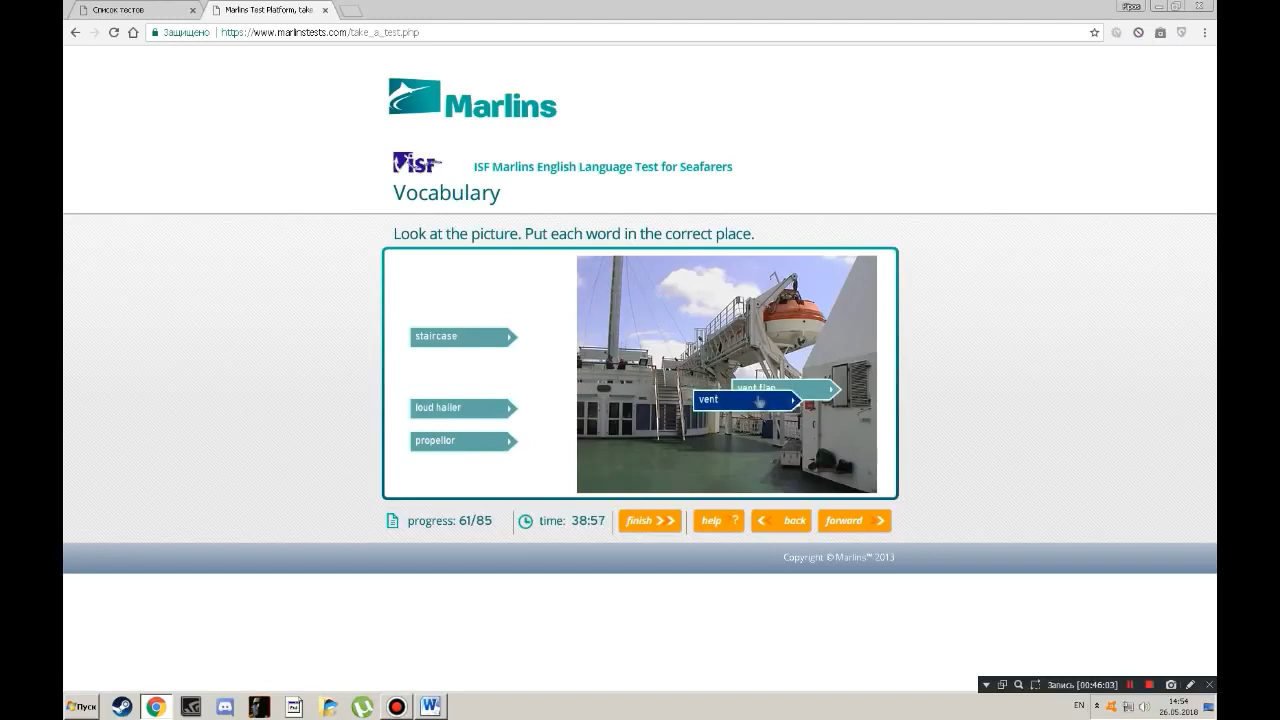 Список тестов
Marlins Test Platform, take
Ярос
Защищено
https://www.marlinstests.com/take_a_test.php
Marlins
ISF
ISF Marlins English Language Test for Seafarers
Vocabulary
Look at the picture. Put each word in the correct place.
staircase
vent flap
vent
loud hailer
propellor
progress: 61/85
time: 38:57
finish
help ?
back
forward
Copyright © Marlins™ 2013
Запись [00:46:03]
Пуск
EN
14:54
26.05.2018